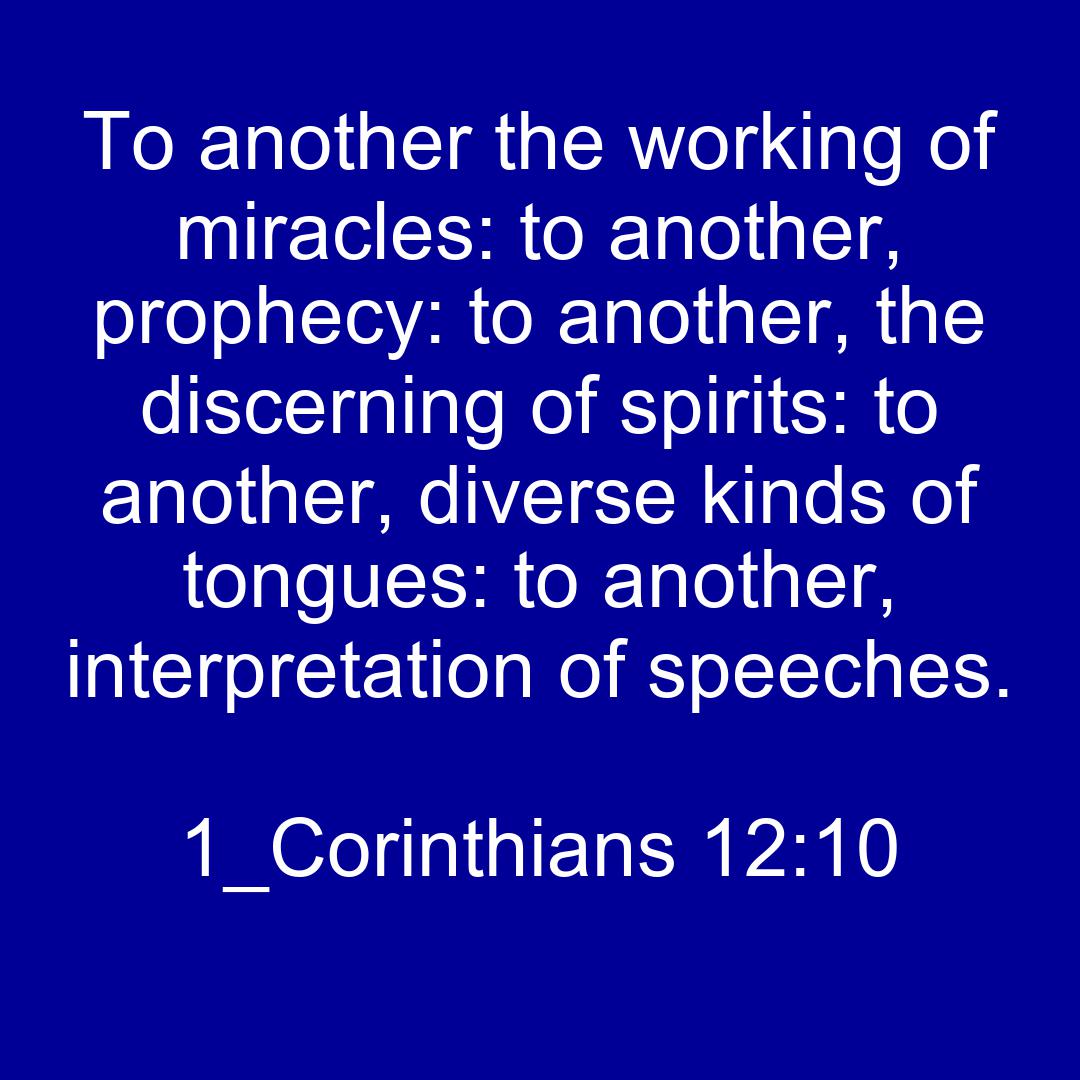 To another the working of
miracles: to another,
prophecy: to another, the
discerning of spirits: to
another, diverse kinds of
tongues: to another,
interpretation of speeches.
1_Corinthians 12:10